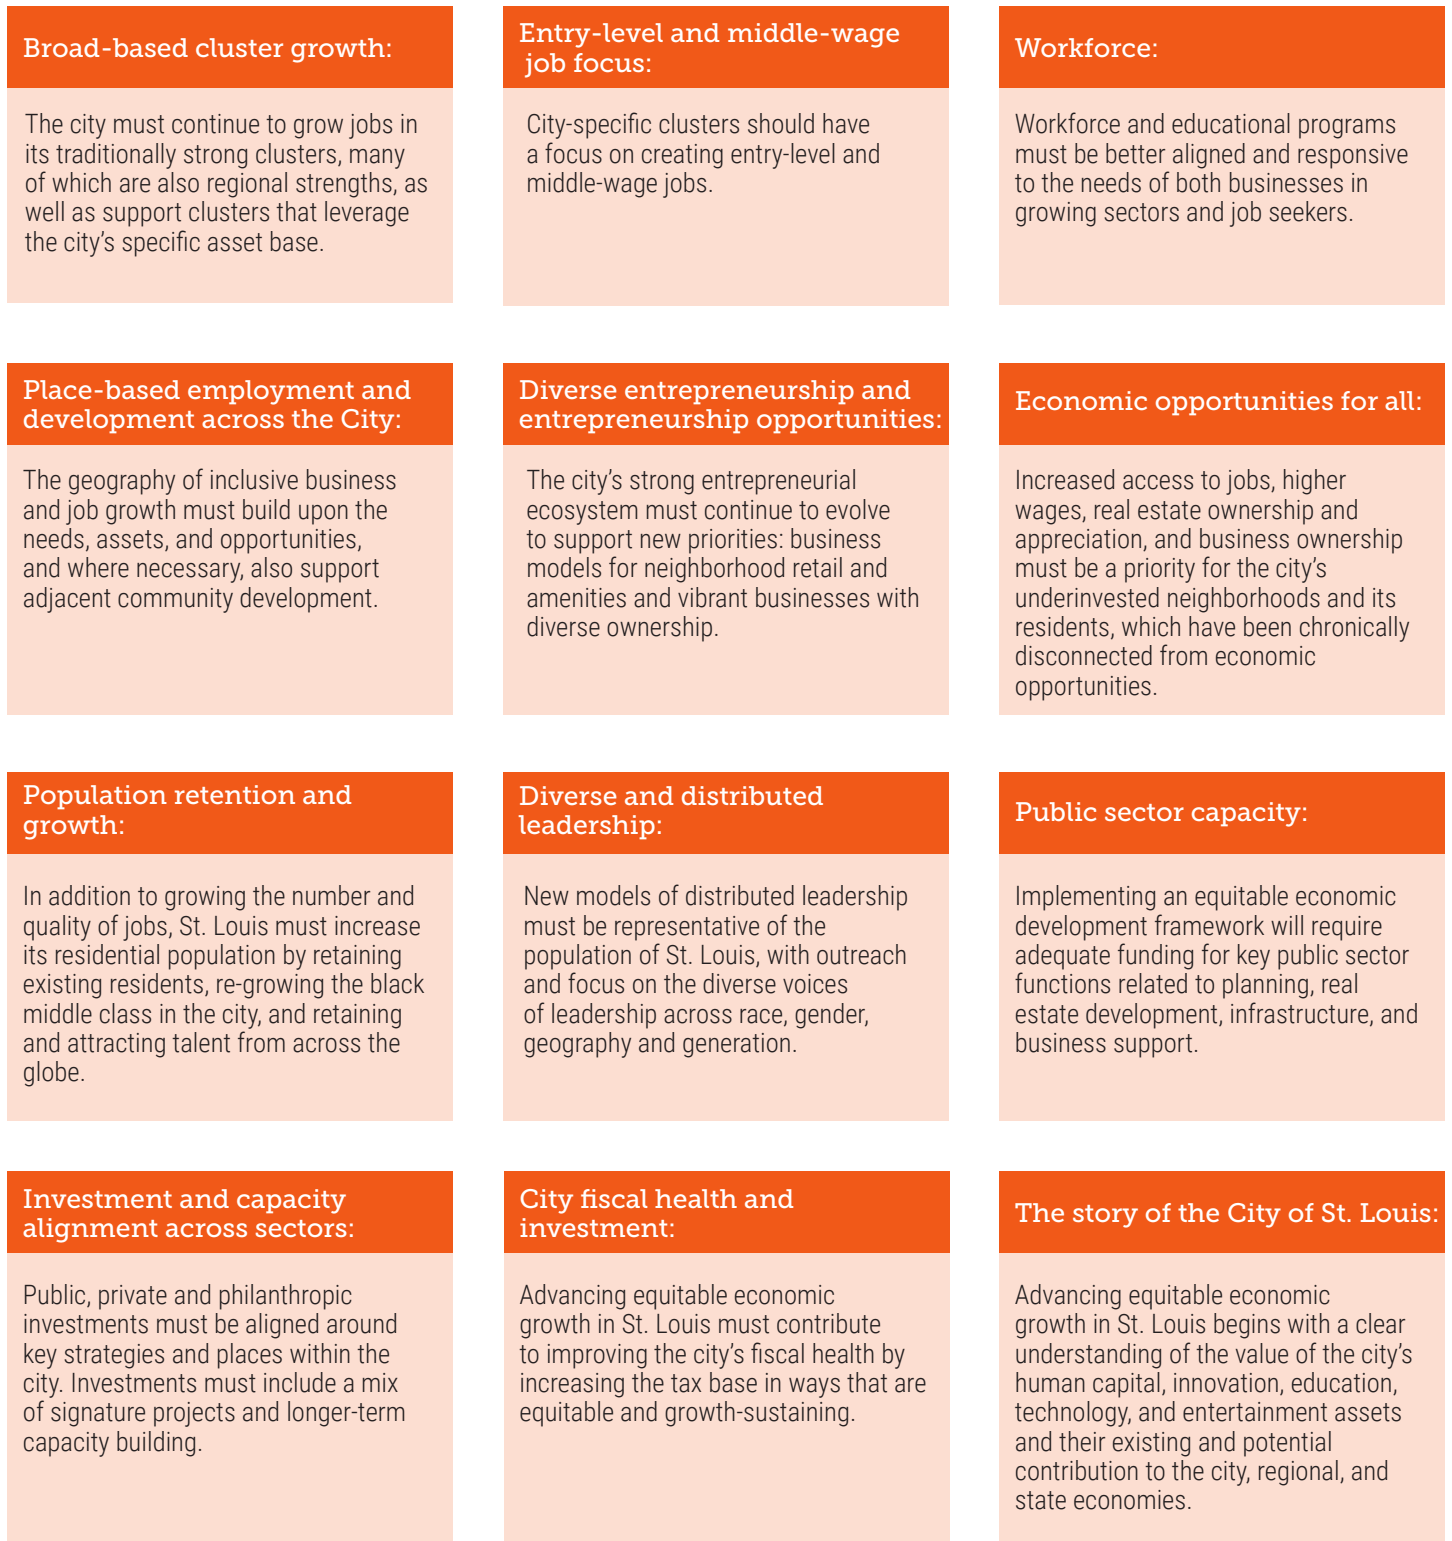 Broad-based cluster growth:
The city must continue to grow jobs in
its traditionally strong clusters, many
of which are also regional strengths, as
well as support clusters that leverage
the city’s specific asset base.
Entry-level and middle-wage
job focus:
City-specific clusters should have
a focus on creating entry-level and
middle-wage jobs.
Workforce:
Workforce and educational programs
must be better aligned and responsive
to the needs of both businesses in
growing sectors and job seekers.
Place-based employment and
development across the City:
The geography of inclusive business
and job growth must build upon the
needs, assets, and opportunities,
and where necessary, also support
adjacent community development.
Diverse entrepreneurship and
entrepreneurship opportunities:
The city’s strong entrepreneurial
ecosystem must continue to evolve
to support new priorities: business
models for neighborhood retail and
amenities and vibrant businesses with
diverse ownership.
Economic opportunities for all:
Increased access to jobs, higher
wages, real estate ownership and
appreciation, and business ownership
must be a priority for the city’s
underinvested neighborhoods and its
residents, which have been chronically
disconnected from economic
opportunities.
Population retention and
growth:
In addition to growing the number and
quality of jobs, St. Louis must increase
its residential population by retaining
existing residents, re-growing the black
middle class in the city, and retaining
and attracting talent from across the
globe.
Diverse and distributed
leadership:
New models of distributed leadership
must be representative of the
population of St. Louis, with outreach
and focus on the diverse voices
of leadership across race, gender,
geography and generation.
Public sector capacity:
Implementing an equitable economic
development framework will require
adequate funding for key public sector
functions related to planning, real
estate development, infrastructure, and
business support.
Investment and capacity
alignment across sectors:
Public, private and philanthropic
investments must be aligned around
key strategies and places within the
city. Investments must include a mix
of signature projects and longer-term
capacity building.
City fiscal health and
investment:
Advancing equitable economic
growth in St. Louis must contribute
to improving the city’s fiscal health by
increasing the tax base in ways that are
equitable and growth-sustaining.
The story of the City of St. Louis:
Advancing equitable economic
growth in St. Louis begins with a clear
understanding of the value of the city’s
human capital, innovation, education,
technology, and entertainment assets
and their existing and potential
contribution to the city, regional, and
state economies.